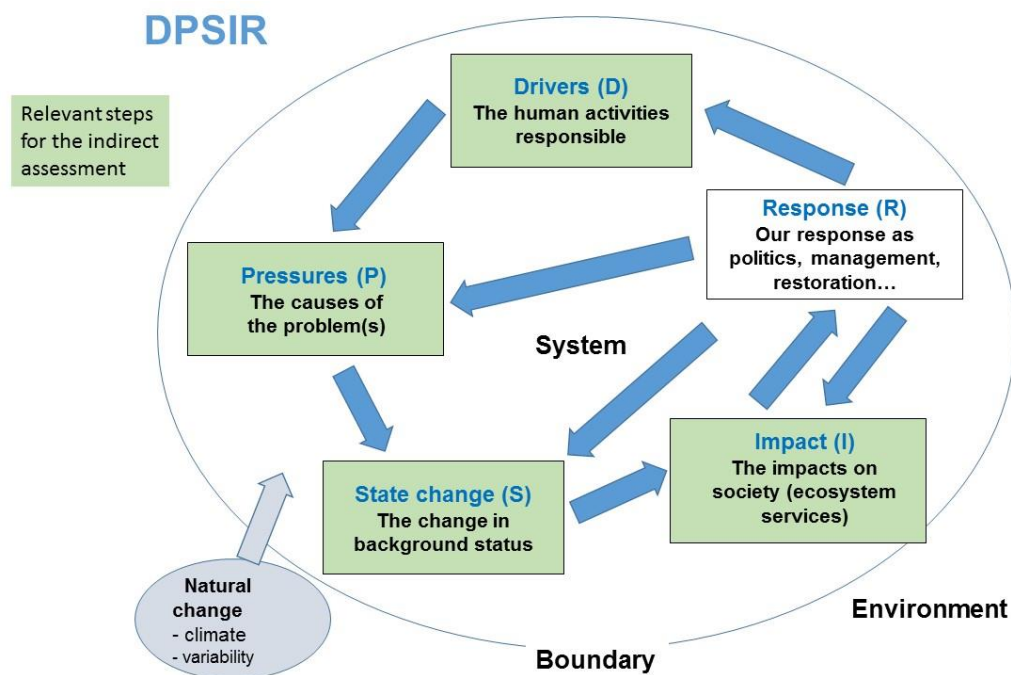 DPSIR
Relevant steps
for the indirect
assessment
Drivers (D)
The human activities
responsible
Response (R)
Our response as
politics, management,
restoration…
Pressures (P)
The causes of
the problem(s)
System
Impact (I)
The impacts on
society (ecosystem
services)
State change (S)
The change in
background status
Natural
change
- climate
- variability
Environment
Boundary